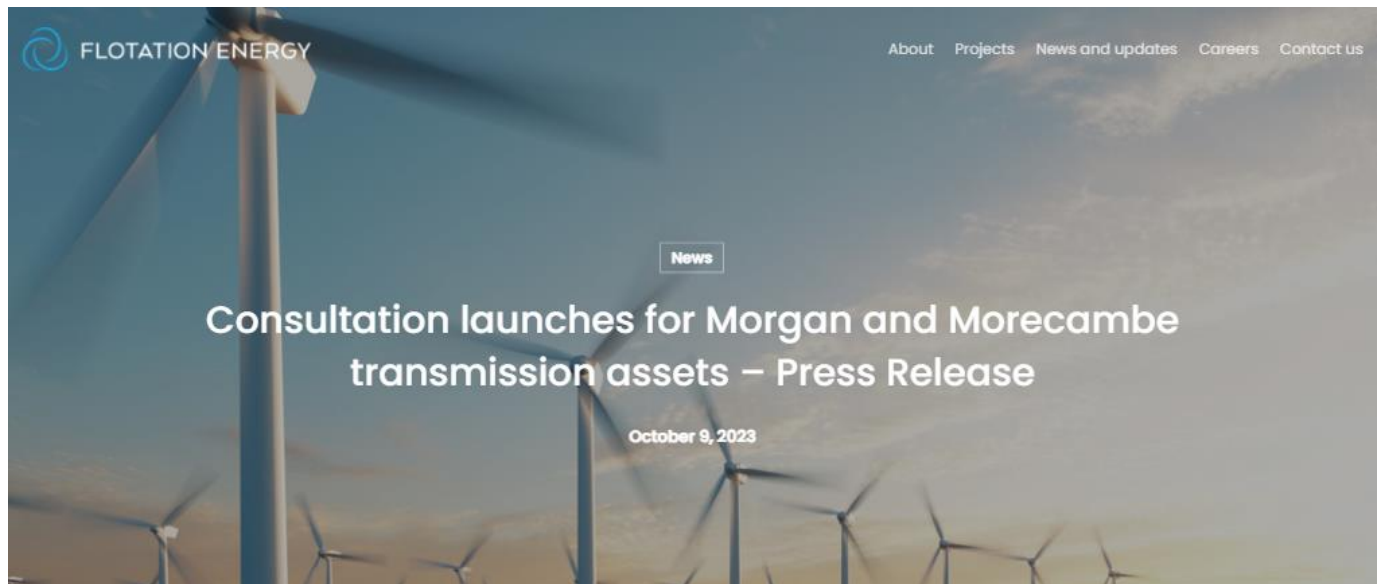 FLOTATION ENERGY
About Projects News and updates Careers Contact us
News
Consultation launches for Morgan and Morecambe
transmission assets – Press Release
October 9, 2023